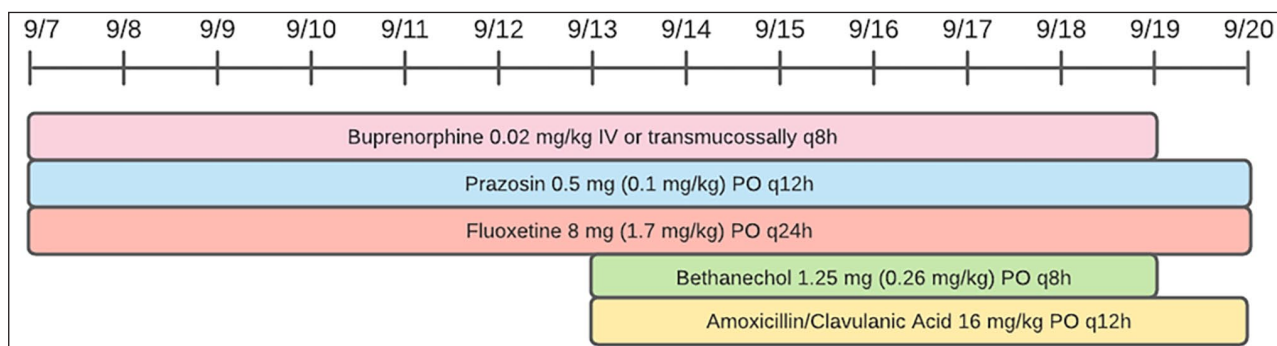 9/7 9/8 9/9 9/10 9/11 9/12 9/13 9/14 9/15 9/16 9/17 9/18 9/19 9/20
Buprenorphine 0.02 mg/kg IV or transmucossally q8h
Prazosin 0.5 mg (0.1 mg/kg) PO q12h
Fluoxetine 8 mg (1.7 mg/kg) PO q24h
Bethanechol 1.25 mg (0.26 mg/kg) PO q8h
Amoxicillin/Clavulanic Acid 16 mg/kg PO q12h